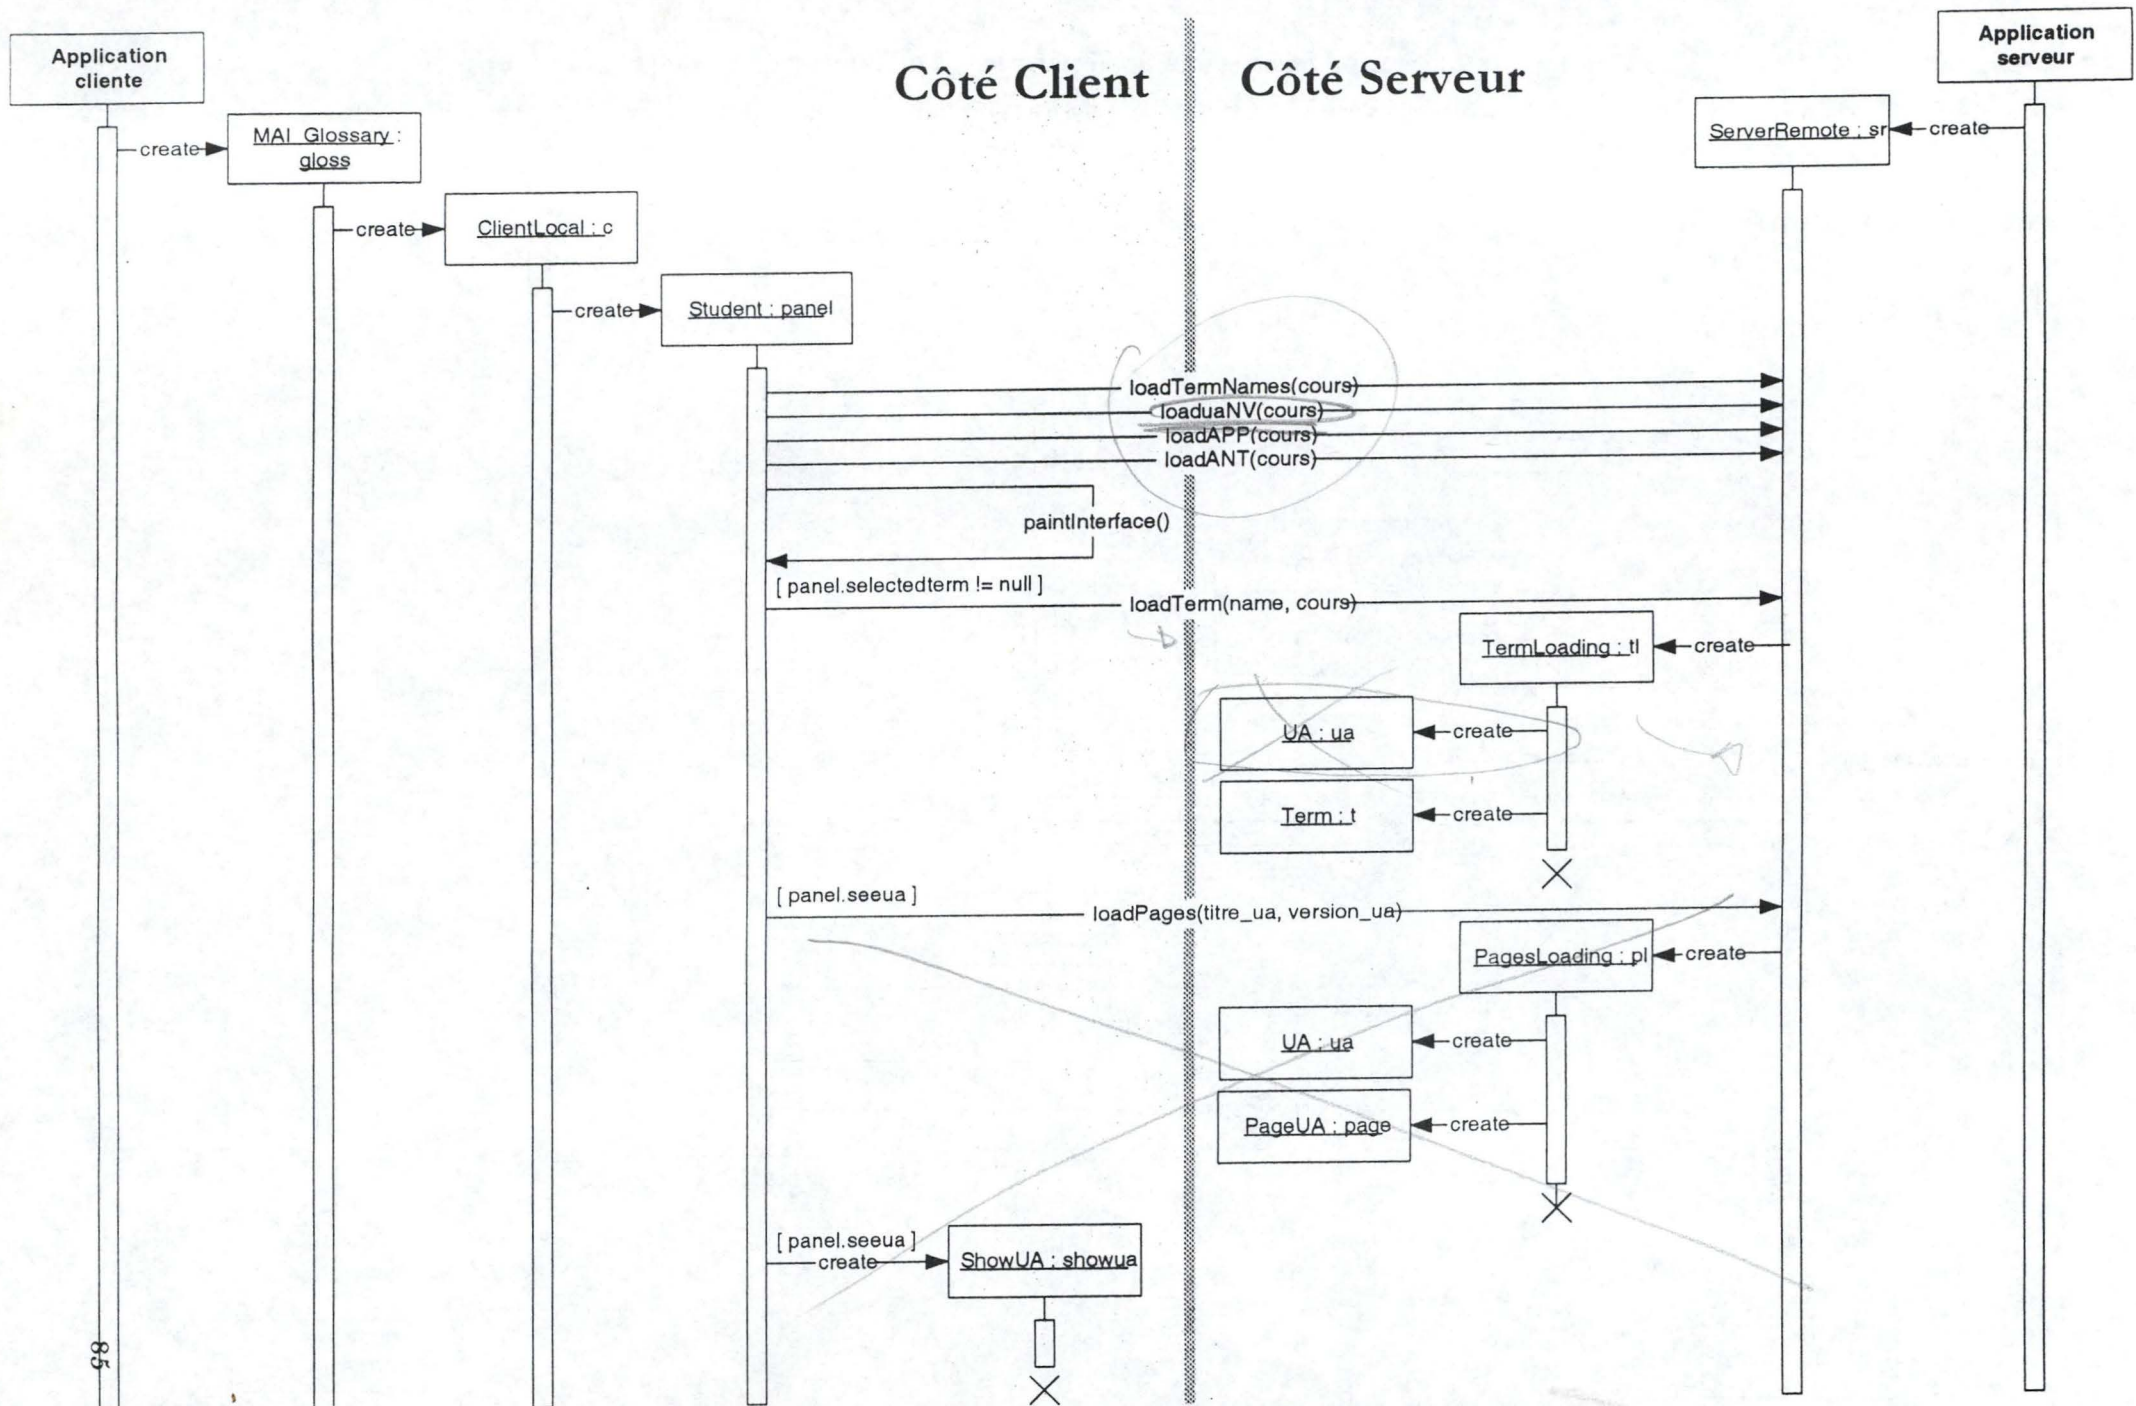 Application
cliente
Côté Client
Côté Serveur
Application
serveur
create
MAI_Glossary :
gloss
ServerRemote : sr
create
create
ClientLocal : c
create
Student : panel
loadTermNames(cours)
loaduaNV(cours)
loadAPP(cours)
loadANT(cours)
paintInterface()
[ panel.selectedterm != null ]
loadTerm(name, cours)
TermLoading : tl
create
UA : ua
create
Term : t
create
[ panel.seeua ]
loadPages(titre_ua, version_ua)
PagesLoading : pl
create
UA : ua
create
PageUA : page
create
[ panel.seeua ]
create
ShowUA : showua
85